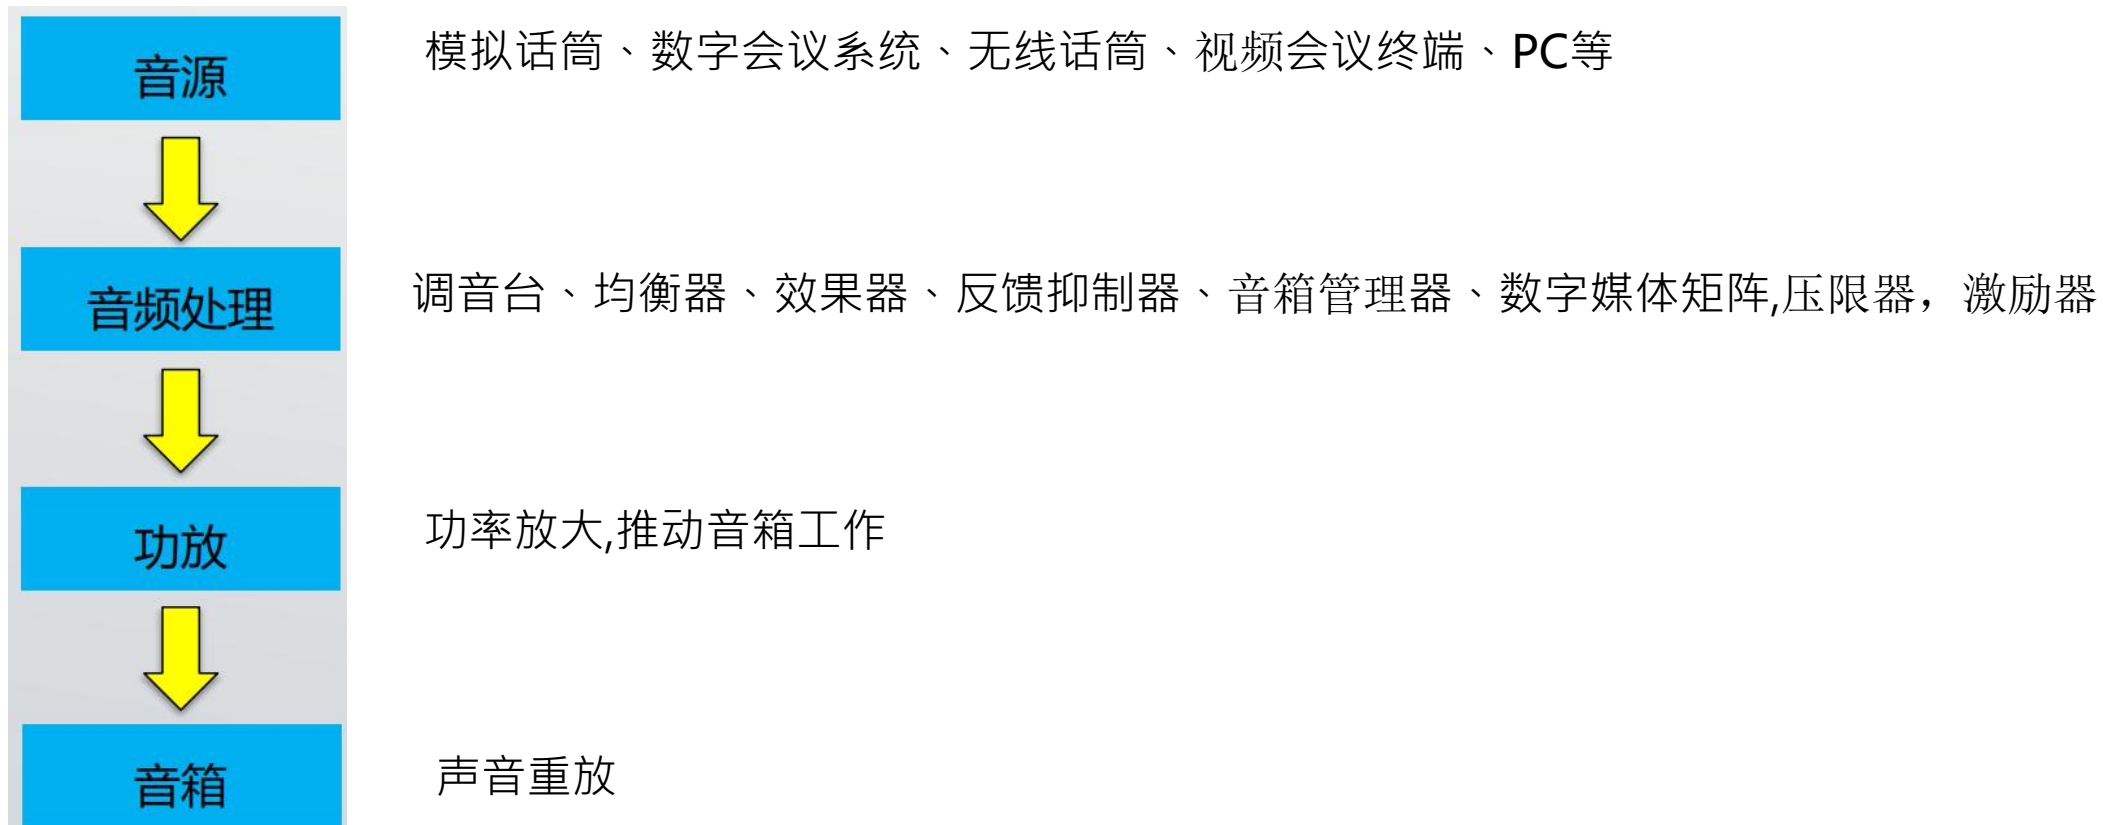 音源
模拟话筒、数字会议系统、无线话筒、视频会议终端、PC等
音频处理
调音台、均衡器、效果器、反馈抑制器、音箱管理器、数字媒体矩阵,压限器，激励器
功放
功率放大,推动音箱工作
音箱
声音重放